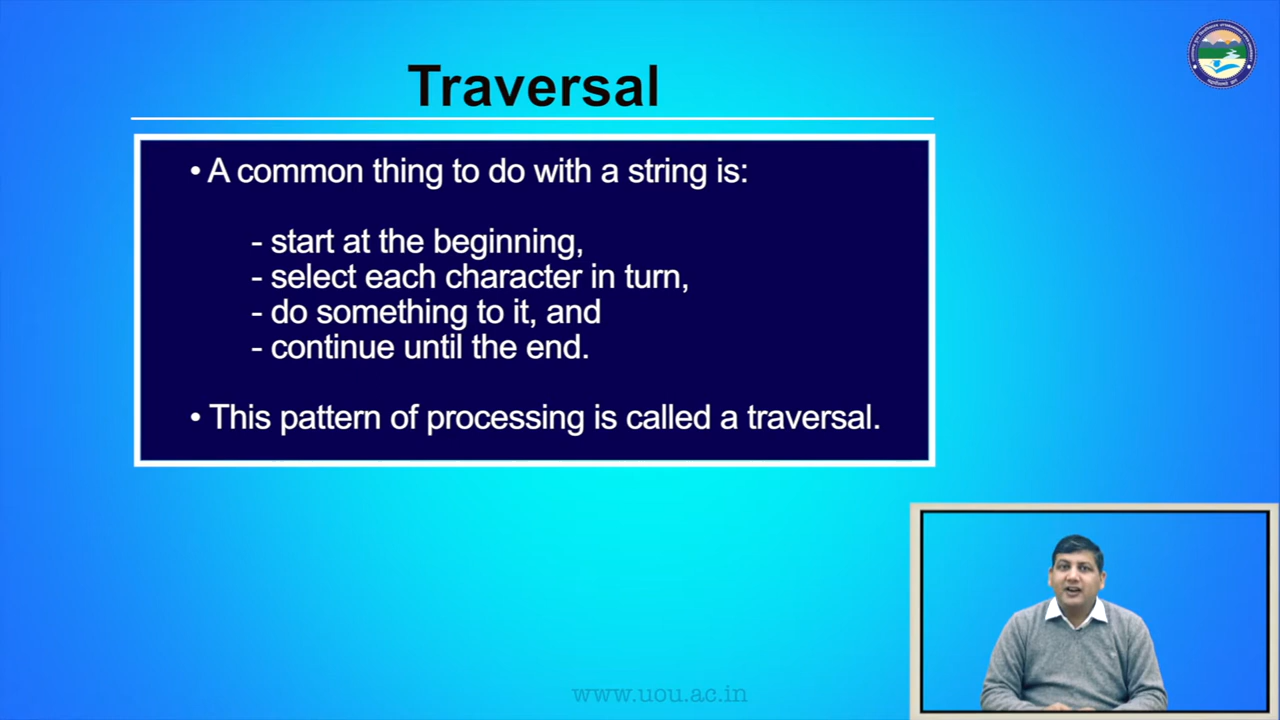 Traversal
• A common thing to do with a string is:
- start at the beginning,
- select each character in turn,
- do something to it, and
- continue until the end.
• This pattern of processing is called a traversal.
www.uou.ac.in